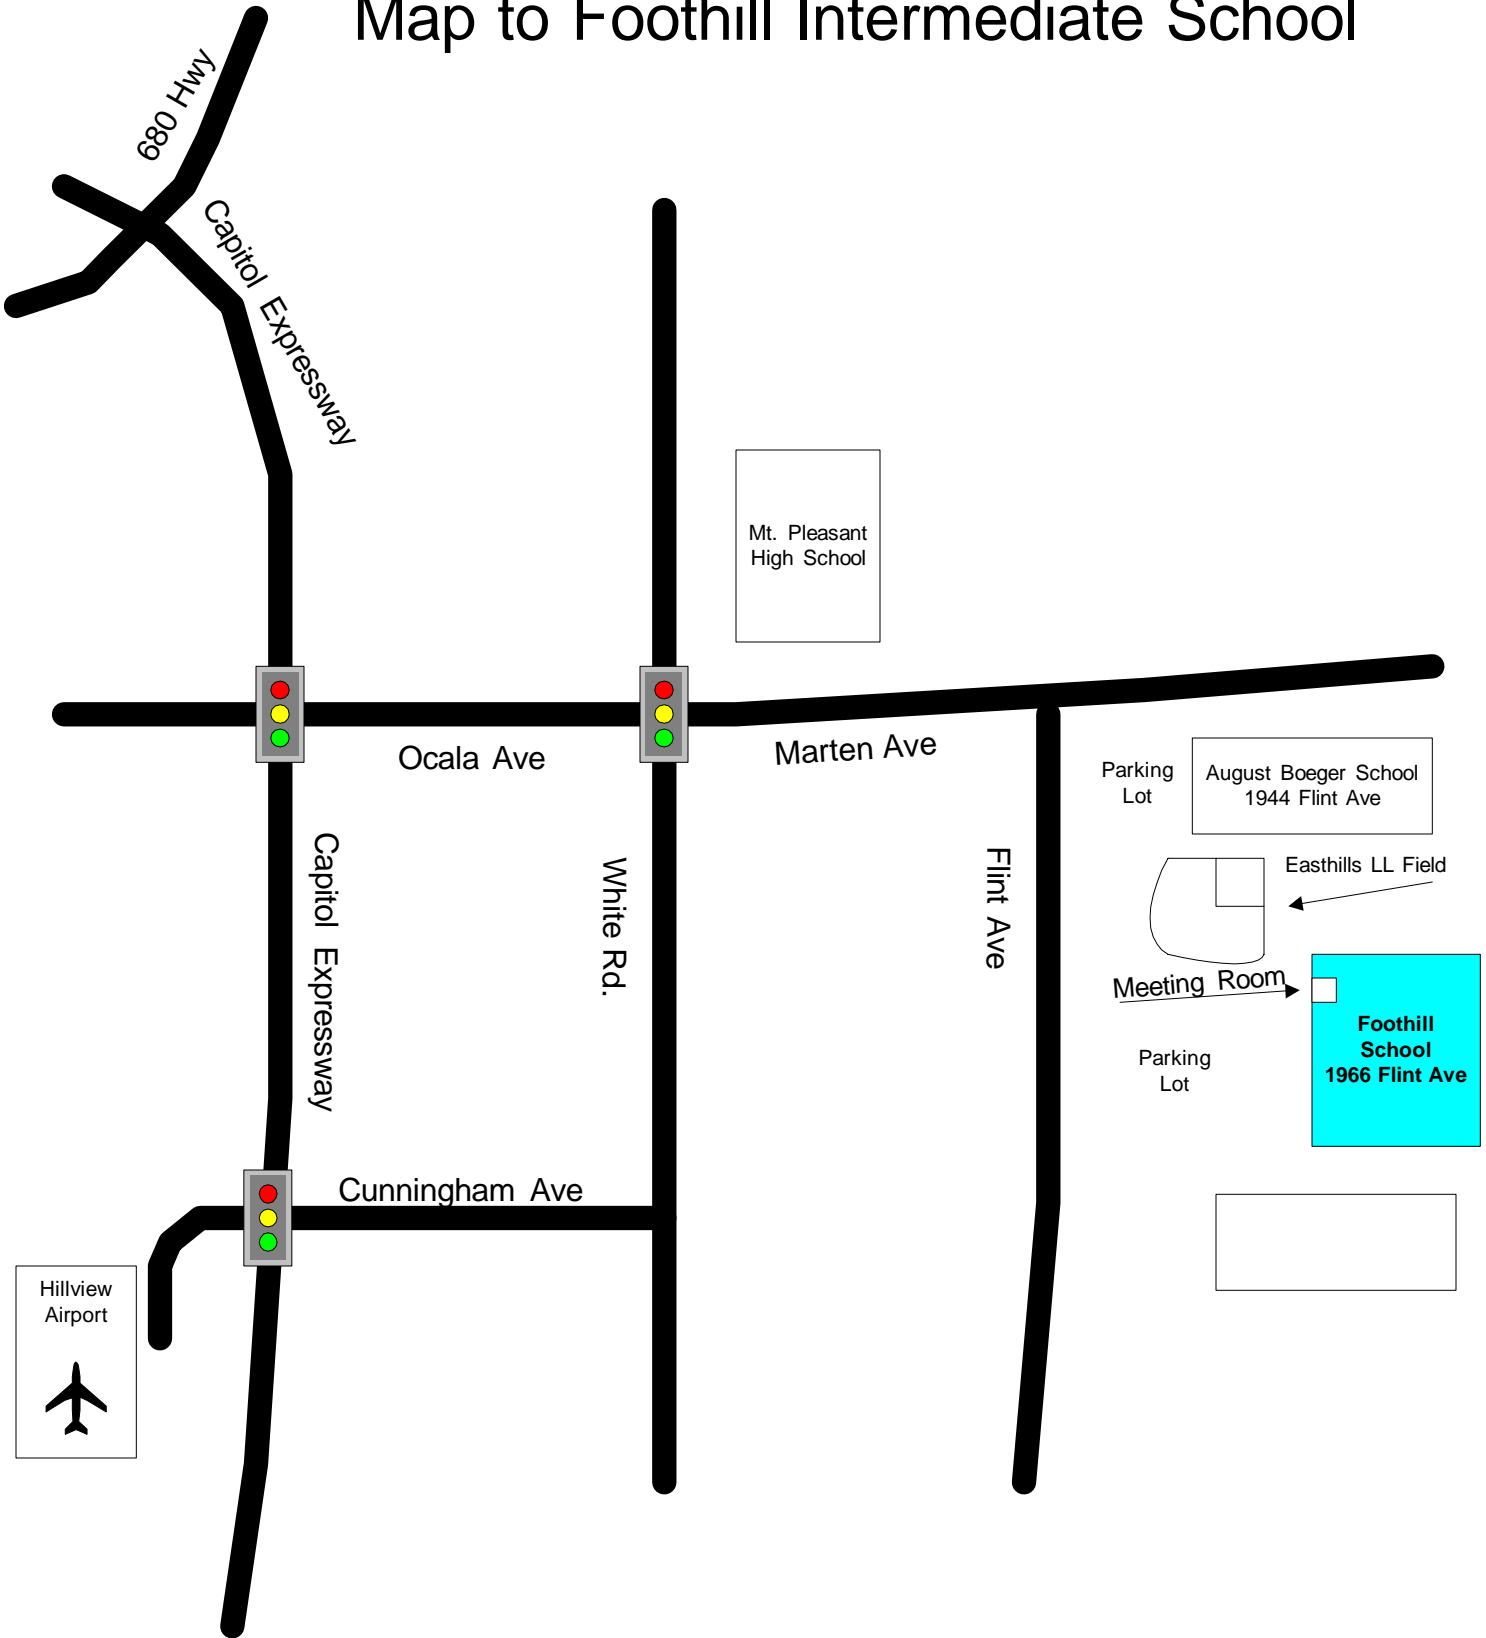 Map to Foothill Intermediate School
680 Hwy
Capitol Expressway
Mt. Pleasant
High School
Ocala Ave
Marten Ave
Parking
Lot
August Boeger School
1944 Flint Ave
Capitol Expressway
White Rd.
Flint Ave
Easthills LL Field
Meeting Room
Foothill
School
1966 Flint Ave
Parking
Lot
Cunningham Ave
Hillview
Airport